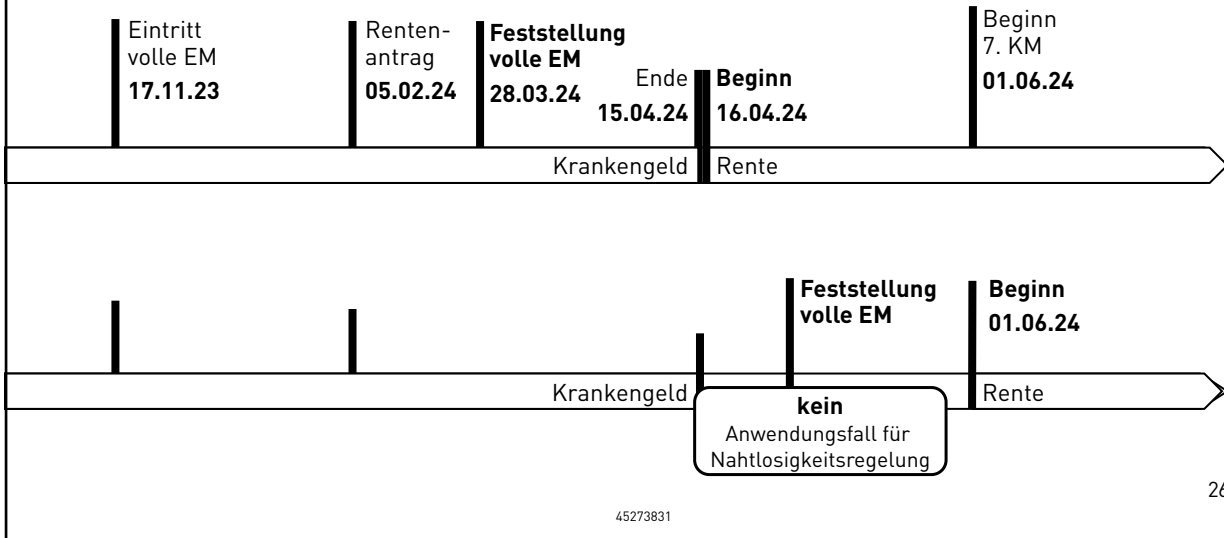 Eintritt
volle EM
17.11.23
Renten-
antrag
05.02.24
Feststellung
volle EM
28.03.24
Ende
15.04.24
Beginn
16.04.24
Beginn
7. KM
01.06.24
Krankengeld
Rente
Feststellung
volle EM
Beginn
01.06.24
Krankengeld
Rente
kein
Anwendungsfall für
Nahtlosigkeitsregelung
26
45273831